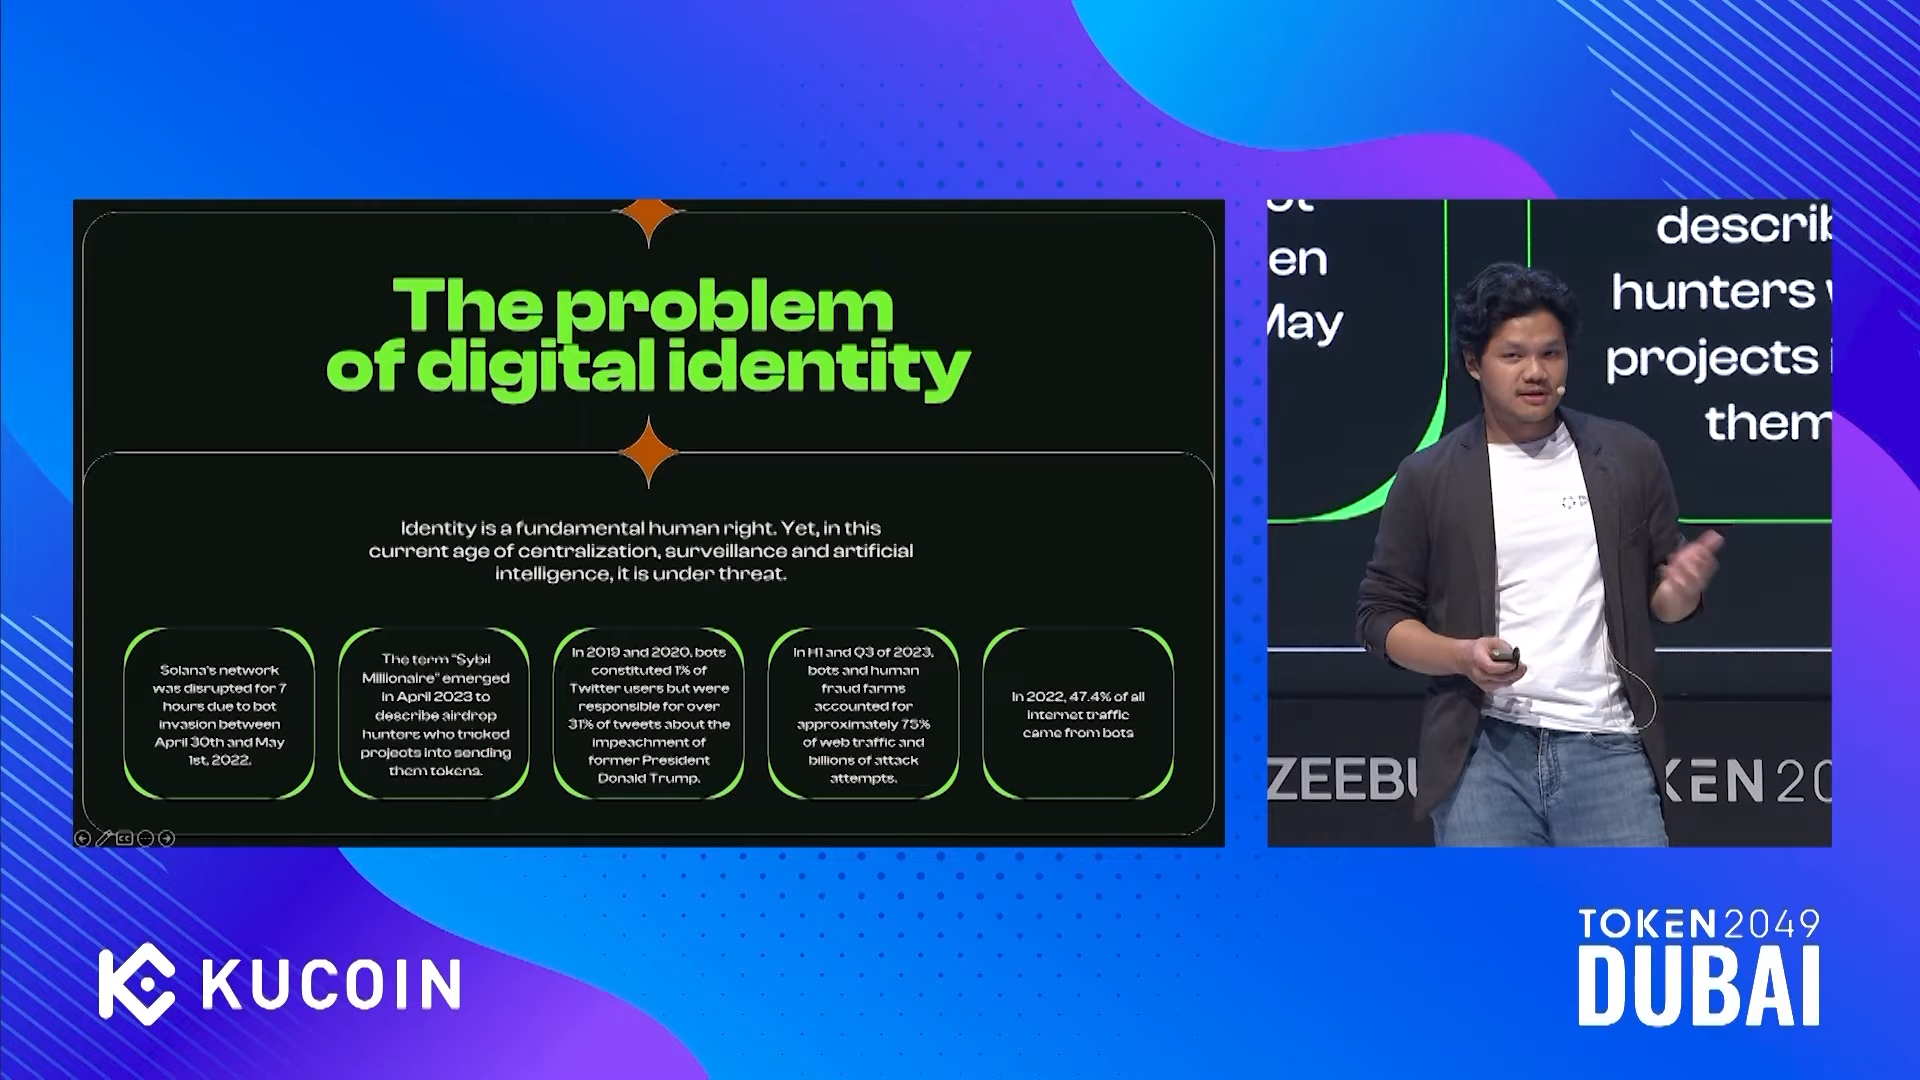 The problem
of digital identity
Identity is a fundamental human right. Yet, in this
current age of centralization, surveillance and artificial
intelligence, it is under threat.
Solana's network
was disrupted for 7
hours due to bot
invasion between
April 30th and May
1st, 2022.
The term "Sybil
Millionaire" emerged
in April 2023 to
describe airdrop
hunters who tricked
projects into sending
them tokens.
In 2019 and 2020, bots
constituted 1% of
Twitter users but were
responsible for over
31% of tweets about the
impeachment of
former President
Donald Trump.
In H1 and Q3 of 2023,
bots and human
fraud farms
accounted for
approximately 75%
of web traffic and
billions of attack
attempts.
In 2022, 47.4% of all
internet traffic
came from bots
en
May
describ
hunters
projects
them
ZEEBU
KEN 20
KUCOIN
TOKEN2049
DUBAI